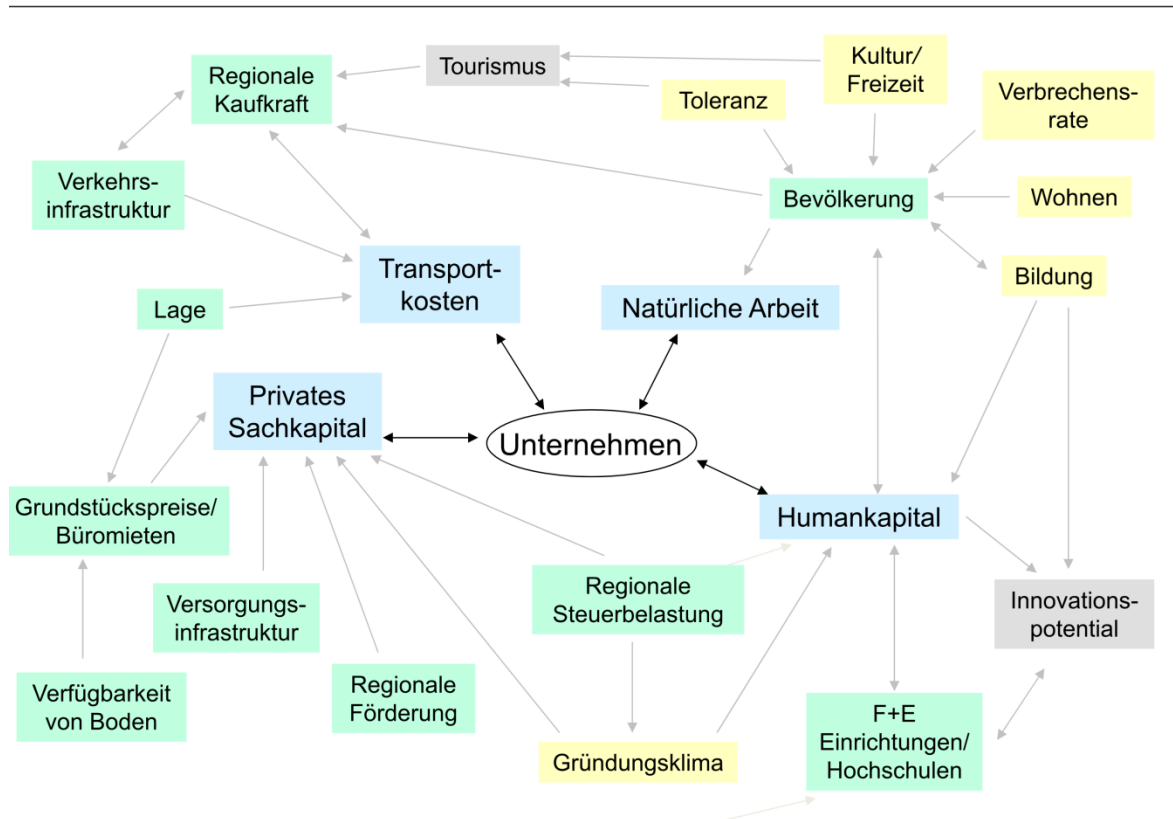 Regionale
Kaufkraft
Tourismus
Kultur/
Freizeit
Toleranz
Verbrechens-
rate
Verkehrs-
infrastruktur
Bevölkerung
Wohnen
Transport-
kosten
Natürliche Arbeit
Bildung
Lage
Privates
Sachkapital
Unternehmen
Grundstückspreise/
Büromieten
Humankapital
Versorgungs-
infrastruktur
Regionale
Steuerbelastung
Innovations-
potential
Verfügbarkeit
von Boden
Regionale
Förderung
Gründungsklima
F+E
Einrichtungen/
Hochschulen